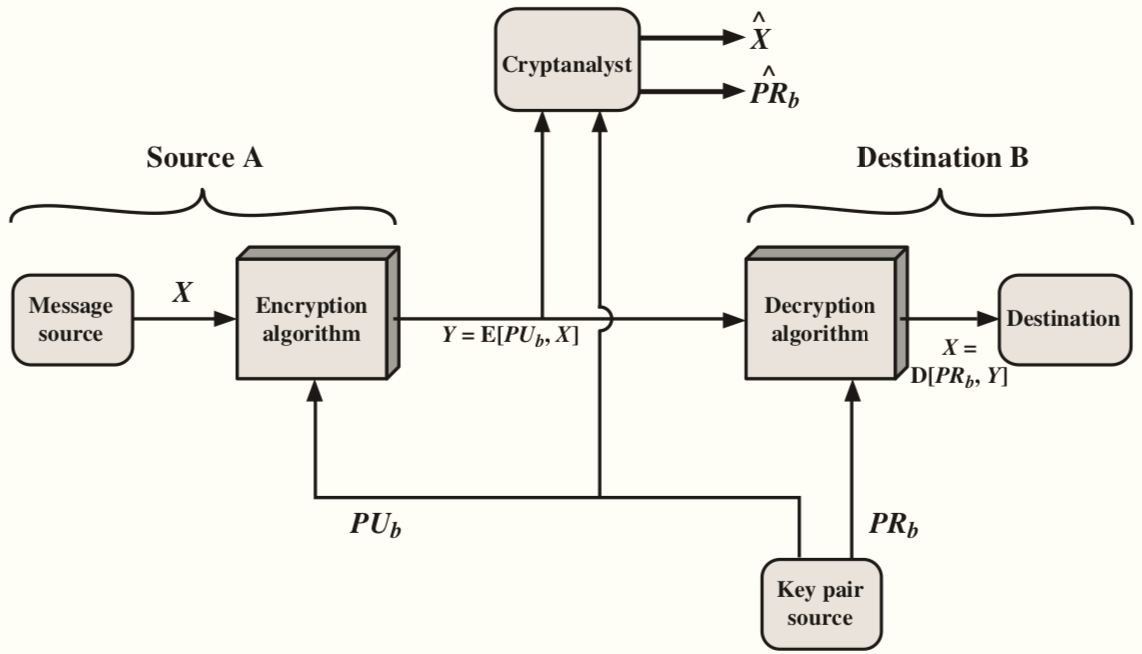 X̂
Cryptanalyst
P̂R_b
Source A
Destination B
Message
source
X
Encryption
algorithm
Y = E[PU_b, X]
Decryption
algorithm
X =
D[PR_b, Y]
Destination
PU_b
PR_b
Key pair
source